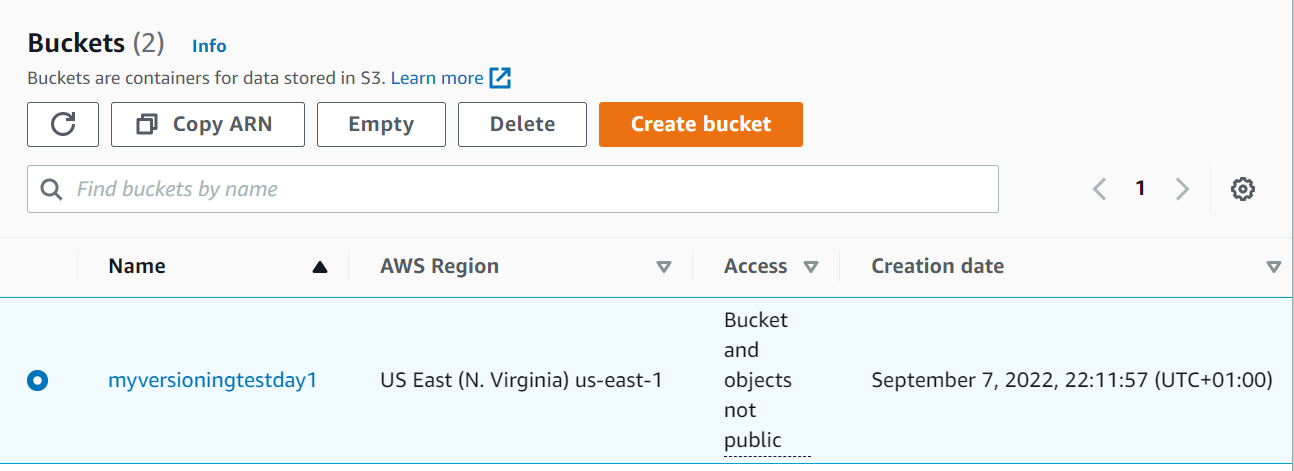 Buckets (2) Info
Buckets are containers for data stored in S3. Learn more
Copy ARN Empty Delete Create bucket
Find buckets by name 1
Name AWS Region Access Creation date
myversioningtestday1 US East (N. Virginia) us-east-1 Bucket and objects not public September 7, 2022, 22:11:57 (UTC+01:00)